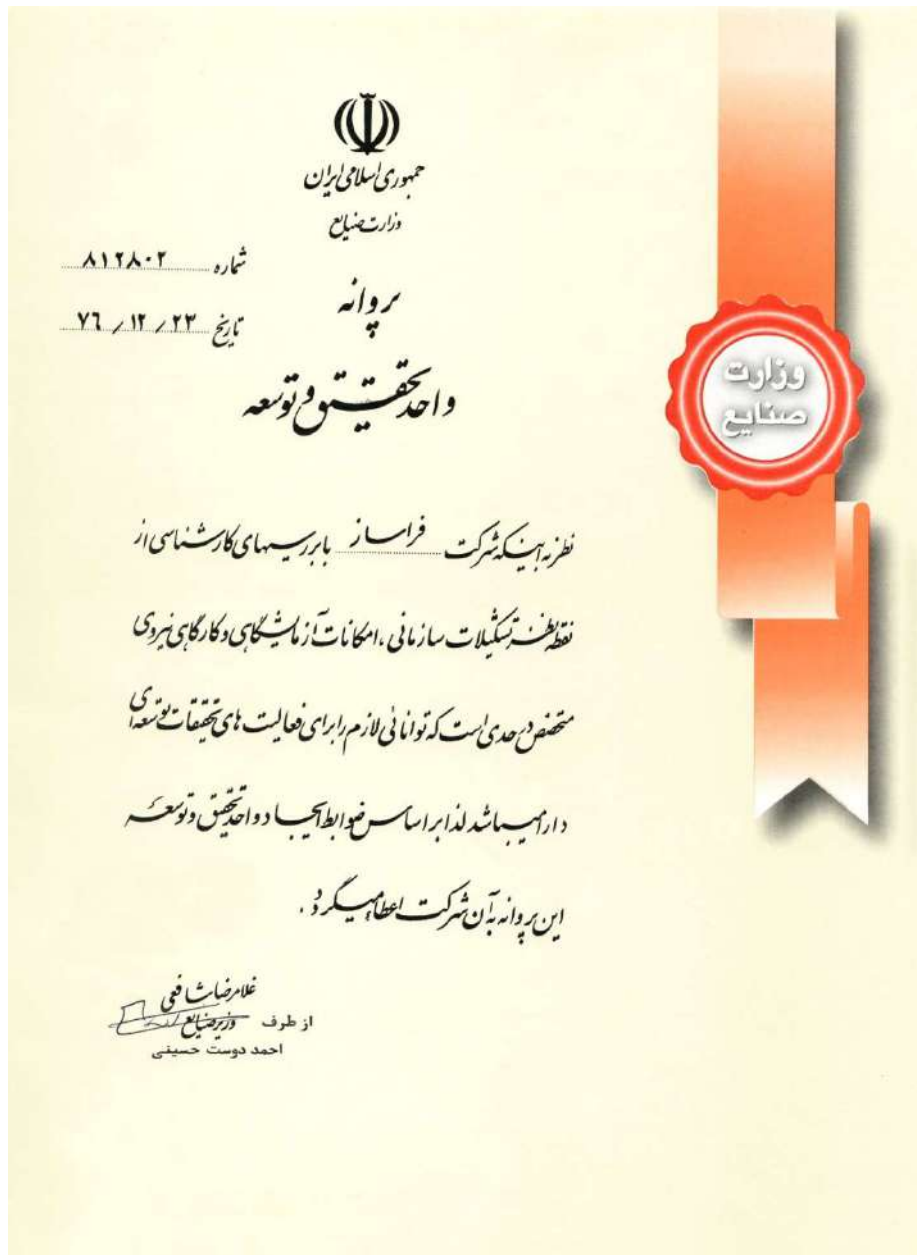 جمهوری اسلامی ایران
وزارت صنایع
شماره ۸۱۲۸۰۲
تاریخ ۷۶/۱۲/۲۳
پروانه
واحد تحقیق و توسعه
وزارت
صنایع
نظر به اینکه شرکت فراساز با بررسیهای کارشناسی از
نقطه نظر تشکیلات سازمانی، امکانات آزمایشگاهی و کارگاهی نیروی
متخصص در حدی است که توانائی لازم را برای فعالیت های تحقیقات توسعه ای
دارا میباشد لذا بر اساس ضوابط ایجاد واحد تحقیق و توسعه
این پروانه به آن شرکت اعطا میگردد.
غلامرضا شافعی
از طرف وزیر صنایع
احمد دوست حسینی